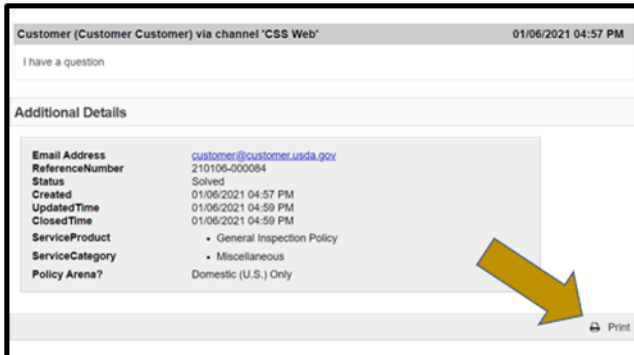 Customer (Customer Customer) via channel 'CSS Web' 01/06/2021 04:57 PM
I have a question
Additional Details
Email Address customer@customer.usda.gov
ReferenceNumber 210106-000084
Status Solved
Created 01/06/2021 04:57 PM
UpdatedTime 01/06/2021 04:59 PM
ClosedTime 01/06/2021 04:59 PM
ServiceProduct • General Inspection Policy
ServiceCategory • Miscellaneous
Policy Arena? Domestic (U.S.) Only
Print